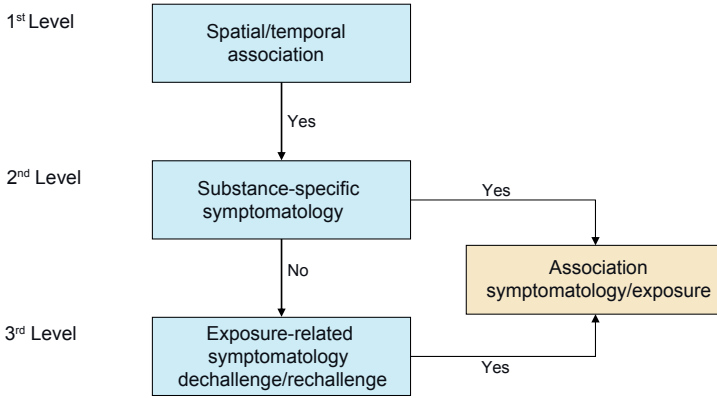 1st Level
Spatial/temporal
association
Yes
2nd Level
Substance-specific
symptomatology
Yes
No
Association
symptomatology/exposure
3rd Level
Exposure-related
symptomatology
dechallenge/rechallenge
Yes